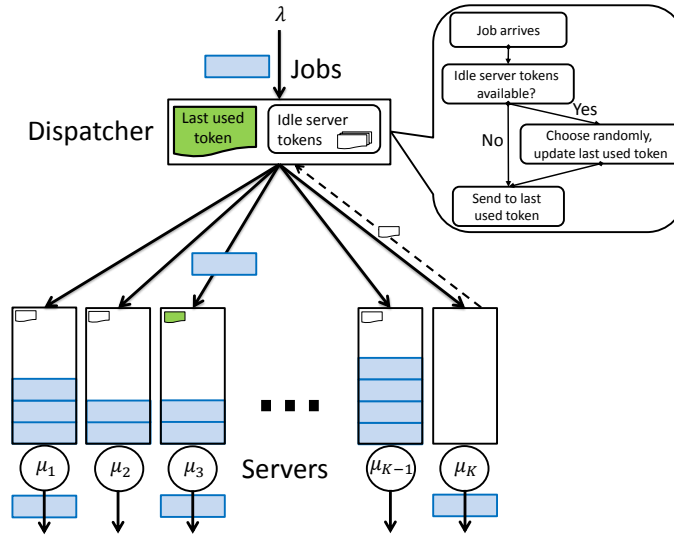 λ
Jobs
Dispatcher
Last used
token
Idle server
tokens
Job arrives
Idle server tokens
available?
Yes
No
Choose randomly,
update last used token
Send to last
used token
μ1
μ2
μ3
Servers
μK−1
μK